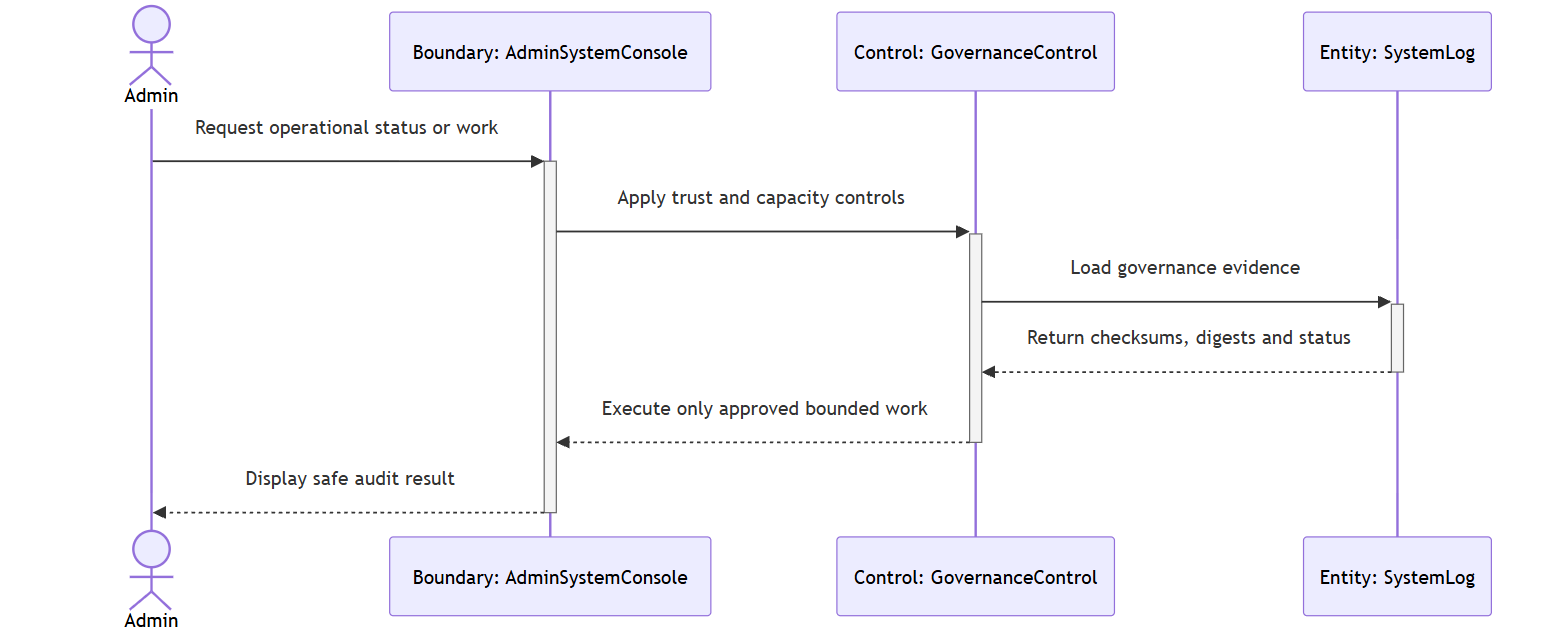 Boundary: AdminSystemConsole
Control: GovernanceControl
Entity: SystemLog
Admin
Request operational status or work
Apply trust and capacity controls
Load governance evidence
Return checksums, digests and status
Execute only approved bounded work
Display safe audit result
Boundary: AdminSystemConsole
Control: GovernanceControl
Entity: SystemLog
Admin